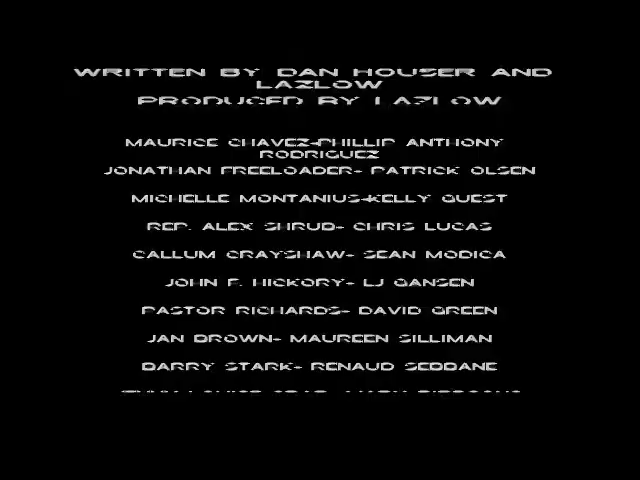 WRITTEN BY DAN HOUSER AND
LAZLOW
PRODUCED BY LAZLOW
MAURICE CHAVEZ-PHILLIP ANTHONY
RODRIGUEZ
JONATHAN FREELOADER- PATRICK OLSEN
MICHELLE MONTANIUS-KELLY GUEST
REP. ALEX SHRUB- CHRIS LUCAS
CALLUM CRAYSHAW- SEAN MODICA
JOHN F. HICKORY- LJ GANSEN
PASTOR RICHARDS- DAVID GREEN
JAN BROWN- MAUREEN SILLIMAN
BARRY STARK- RENAUD SEBBANE